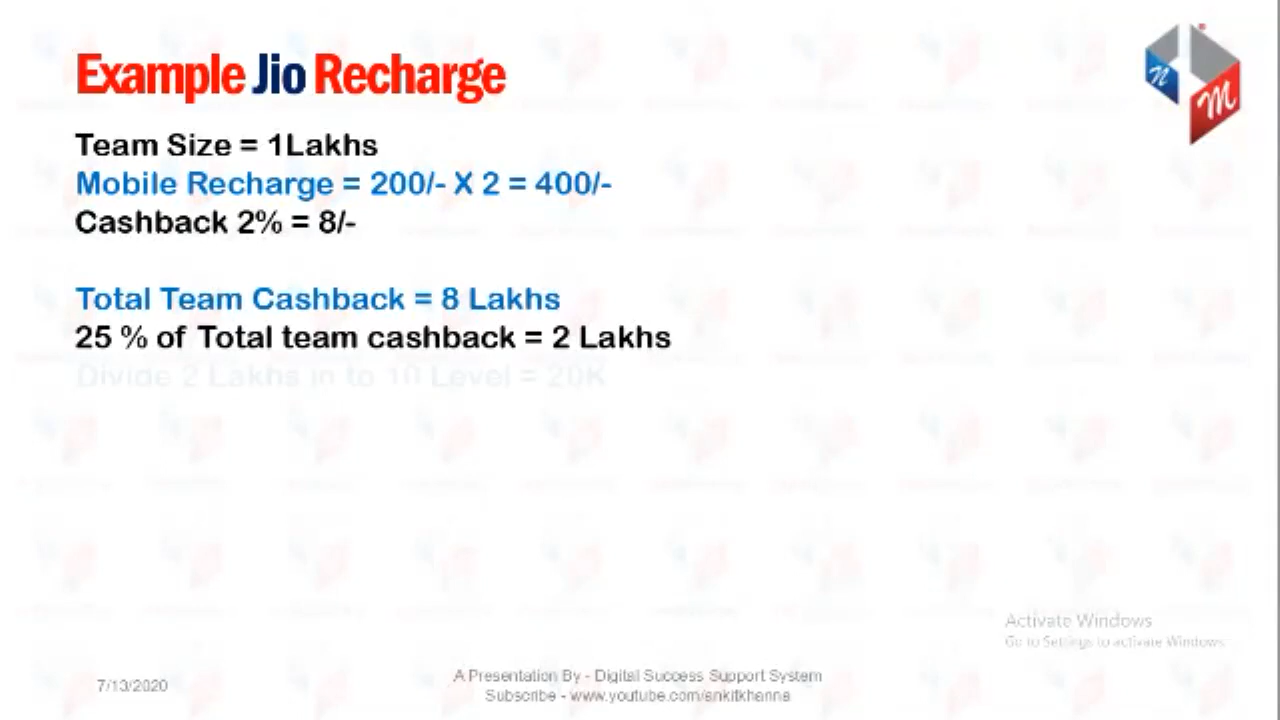 Example Jio Recharge
n
M
Team Size = 1Lakhs
Mobile Recharge = 200/- X 2 = 400/-
Cashback 2% = 8/-
Total Team Cashback = 8 Lakhs
25 % of Total team cashback = 2 Lakhs
Divide 2 Lakhs in to 10 Level = 20K
Activate Windows
Go to Settings to activate Windows.
7/13/2020
A Presentation By - Digital Success Support System
Subscribe - www.youtube.com/ankitkhanna